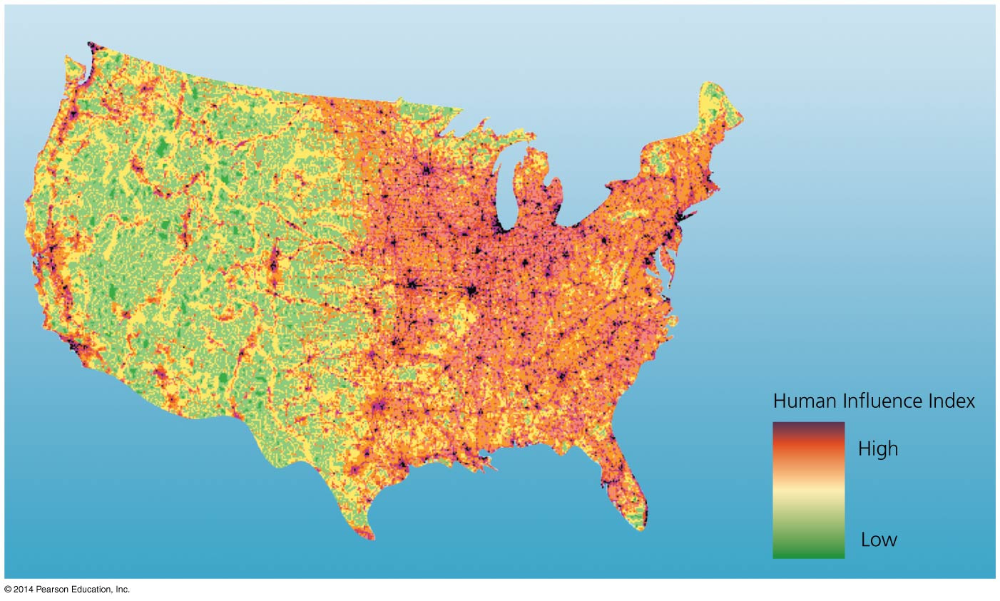 Human Influence Index
High
Low
© 2014 Pearson Education, Inc.